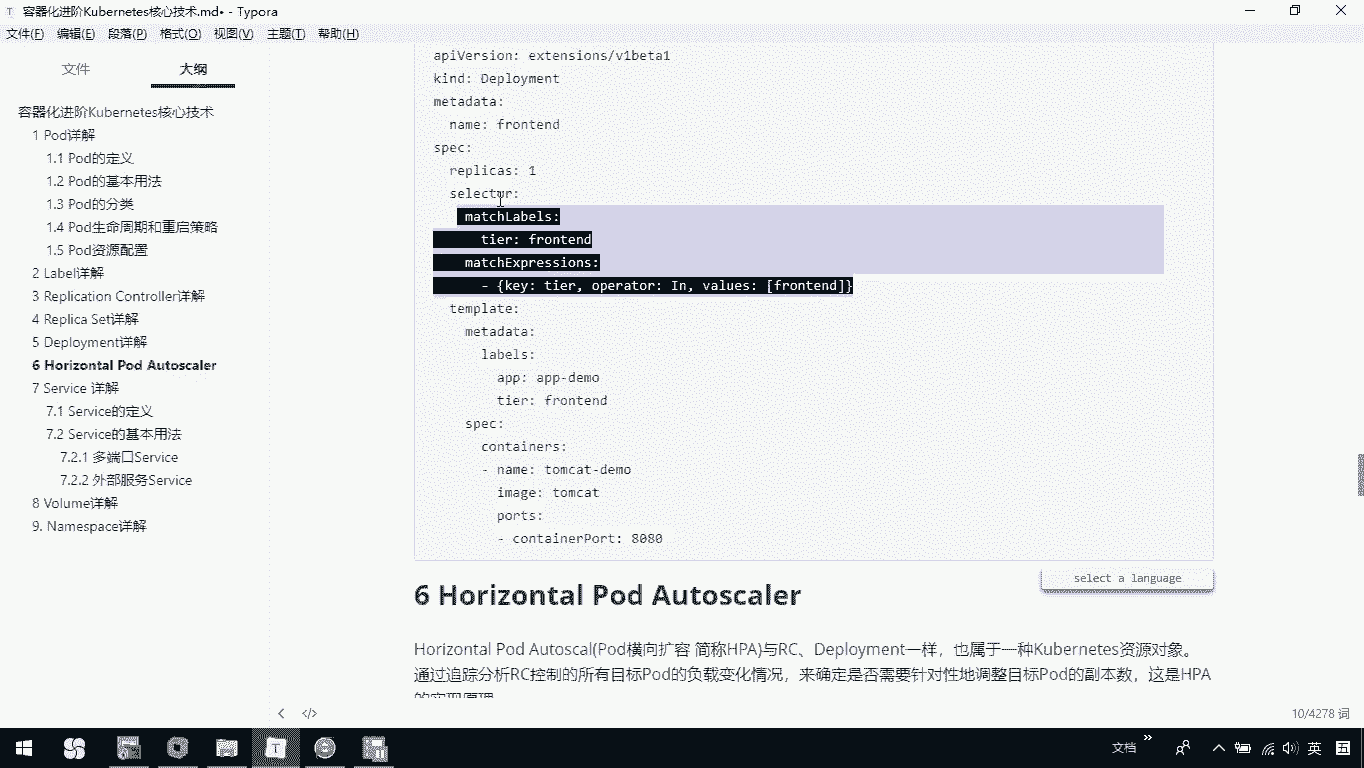 容器化进阶Kubernetes核心技术.md• - Typora
文件(F) 编辑(E) 段落(P) 格式(O) 视图(V) 主题(T) 帮助(H)
文件 大纲
容器化进阶Kubernetes核心技术
1 Pod详解
1.1 Pod的定义
1.2 Pod的基本用法
1.3 Pod的分类
1.4 Pod生命周期和重启策略
1.5 Pod资源配置
2 Label详解
3 Replication Controller详解
4 Replica Set详解
5 Deployment详解
6 Horizontal Pod Autoscaler
7 Service 详解
7.1 Service的定义
7.2 Service的基本用法
7.2.1 多端口Service
7.2.2 外部服务Service
8 Volume详解
9. Namespace详解
apiVersion: extensions/v1beta1
kind: Deployment
metadata:
name: frontend
spec:
replicas: 1
selector:
matchLabels:
tier: frontend
matchExpressions:
- {key: tier, operator: In, values: [frontend]}
template:
metadata:
labels:
app: app-demo
tier: frontend
spec:
containers:
- name: tomcat-demo
image: tomcat
ports:
- containerPort: 8080
select a language
6 Horizontal Pod Autoscaler
Horizontal Pod Autoscal(Pod横向扩容 简称HPA)与RC、Deployment一样，也属于一种Kubernetes资源对象。
通过追踪分析RC控制的所有目标Pod的负载变化情况，来确定是否需要针对性地调整目标Pod的副本数，这是HPA
的实现原理
10/4278 词
文档 » 英 五